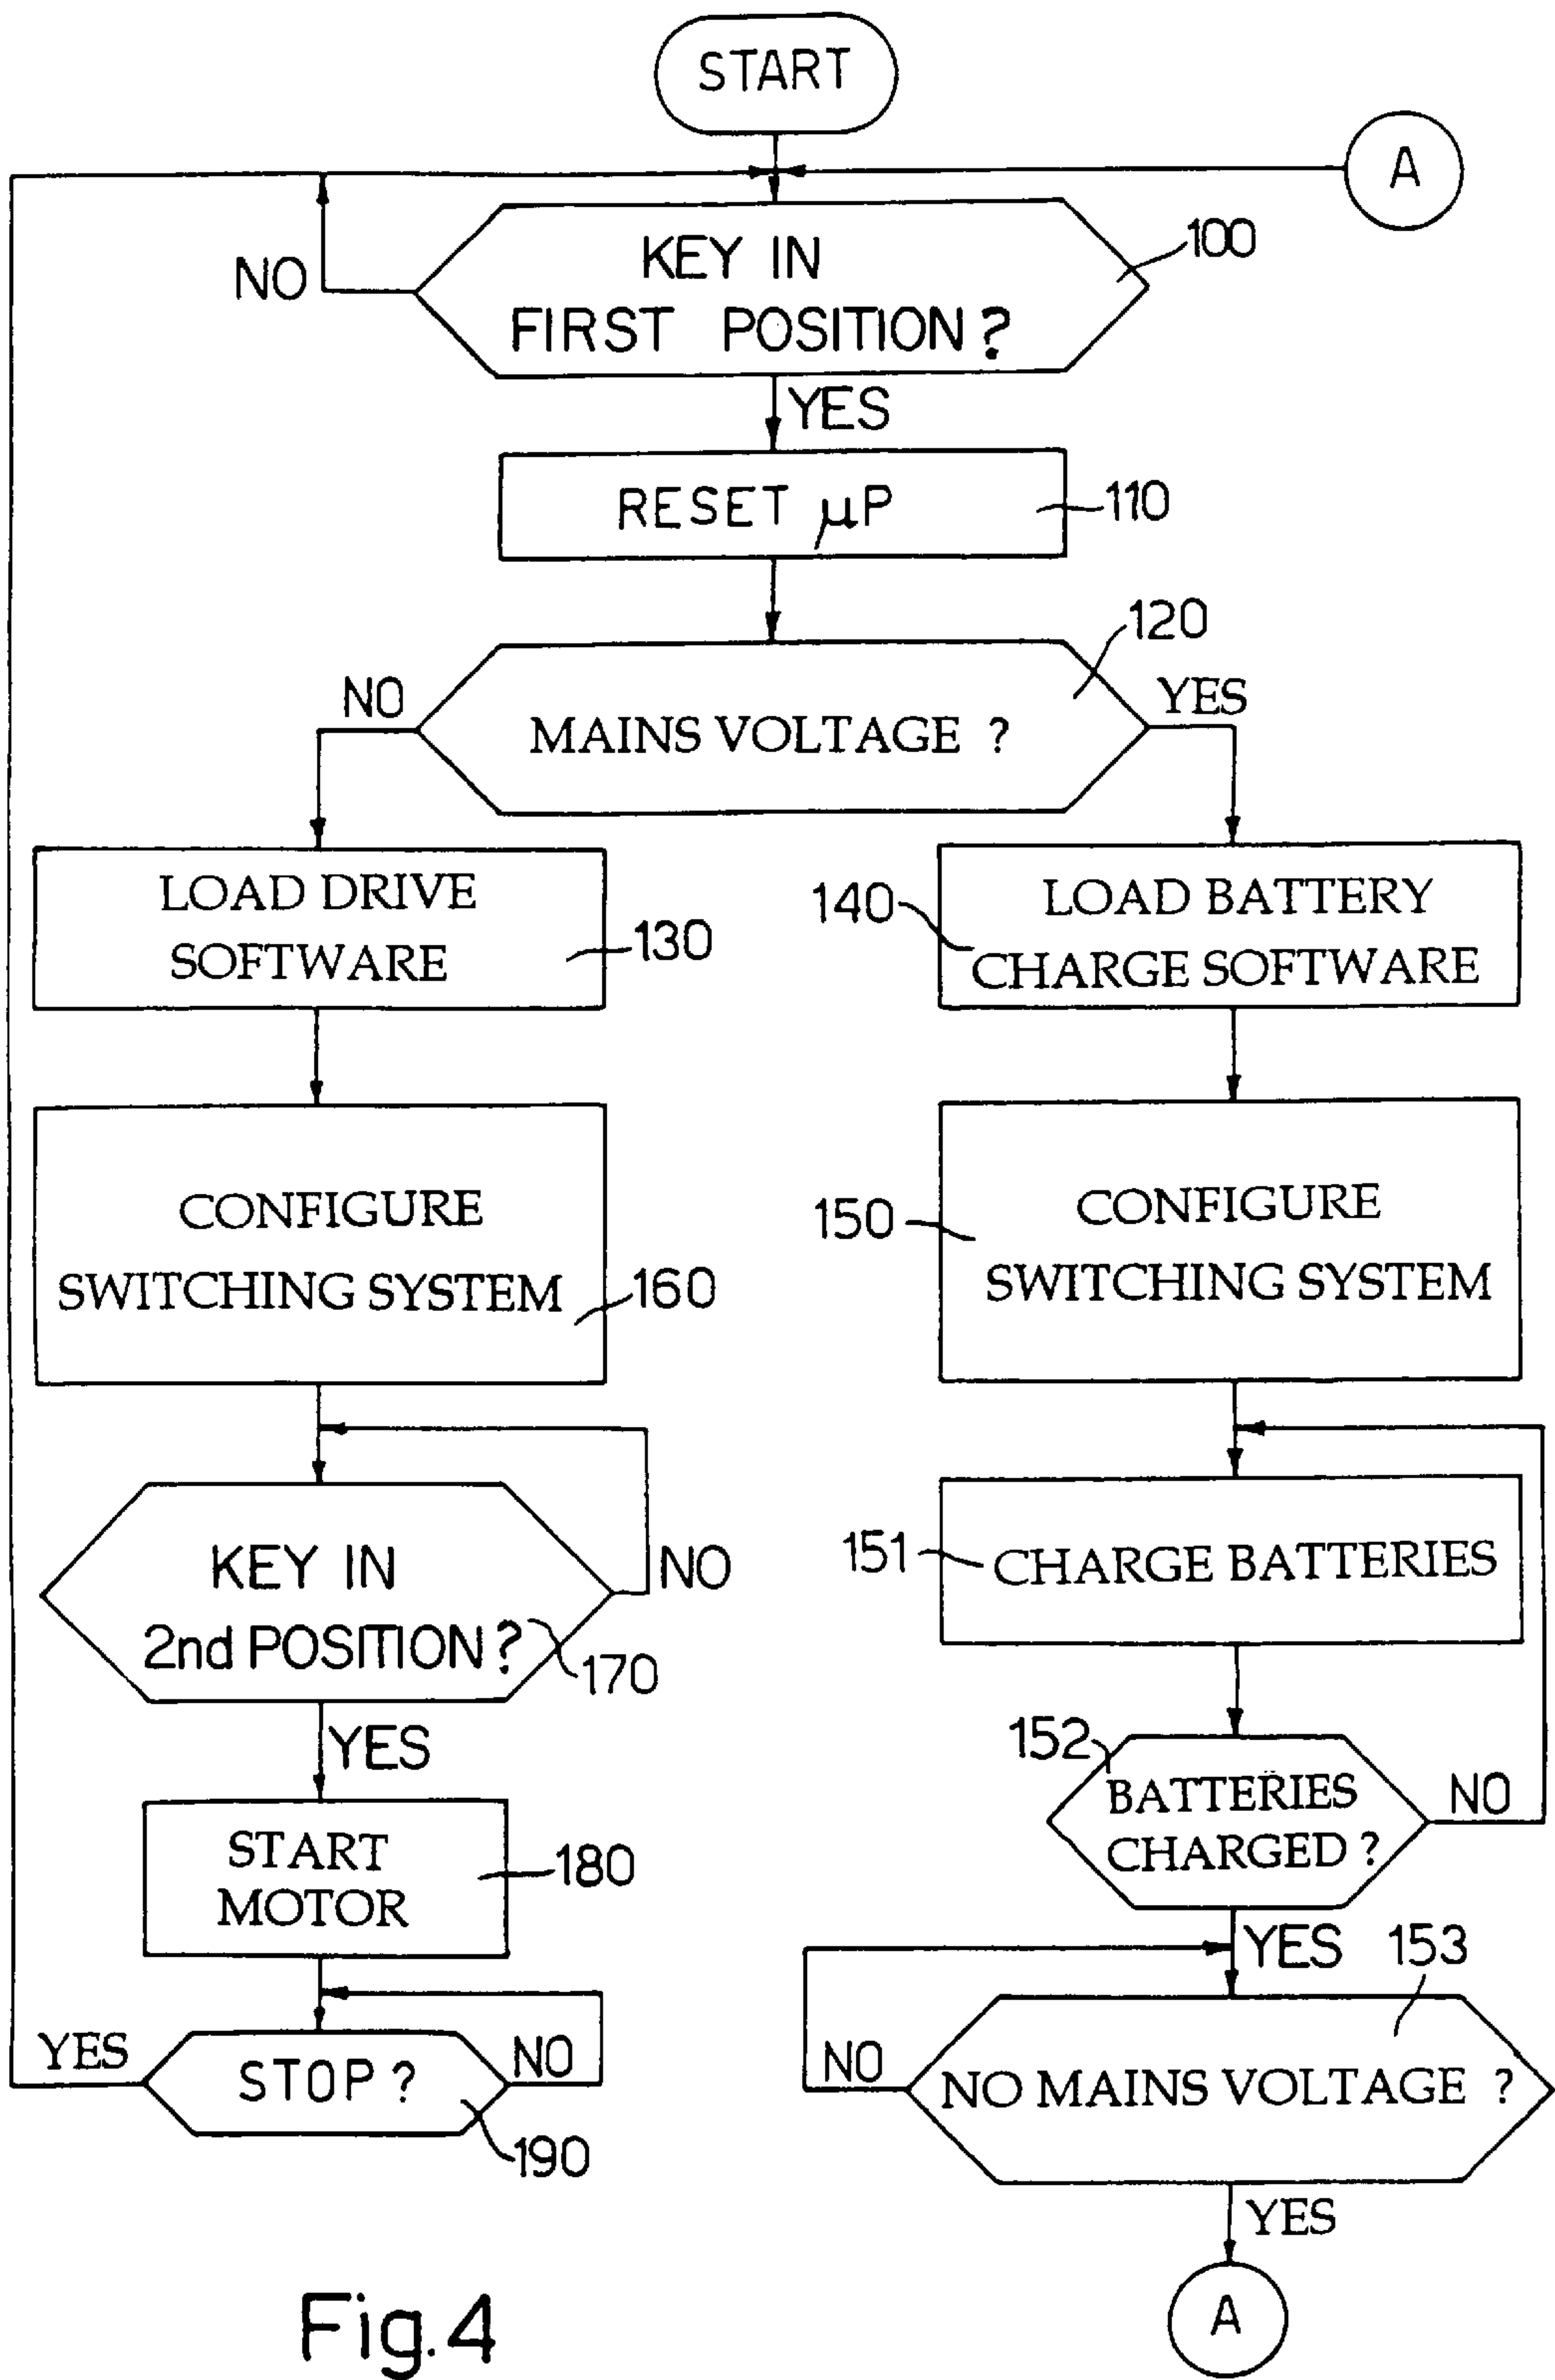 START
A
KEY IN
FIRST POSITION?
100
NO
YES
RESET µP
110
120
NO
YES
MAINS VOLTAGE ?
LOAD DRIVE
SOFTWARE
130
140
LOAD BATTERY
CHARGE SOFTWARE
CONFIGURE
SWITCHING SYSTEM
160
150
CONFIGURE
SWITCHING SYSTEM
KEY IN
2nd POSITION?
NO
170
151
CHARGE BATTERIES
YES
152
BATTERIES
CHARGED ?
NO
START
MOTOR
180
YES
153
YES
STOP ?
NO
190
NO
NO MAINS VOLTAGE ?
YES
A
Fig.4